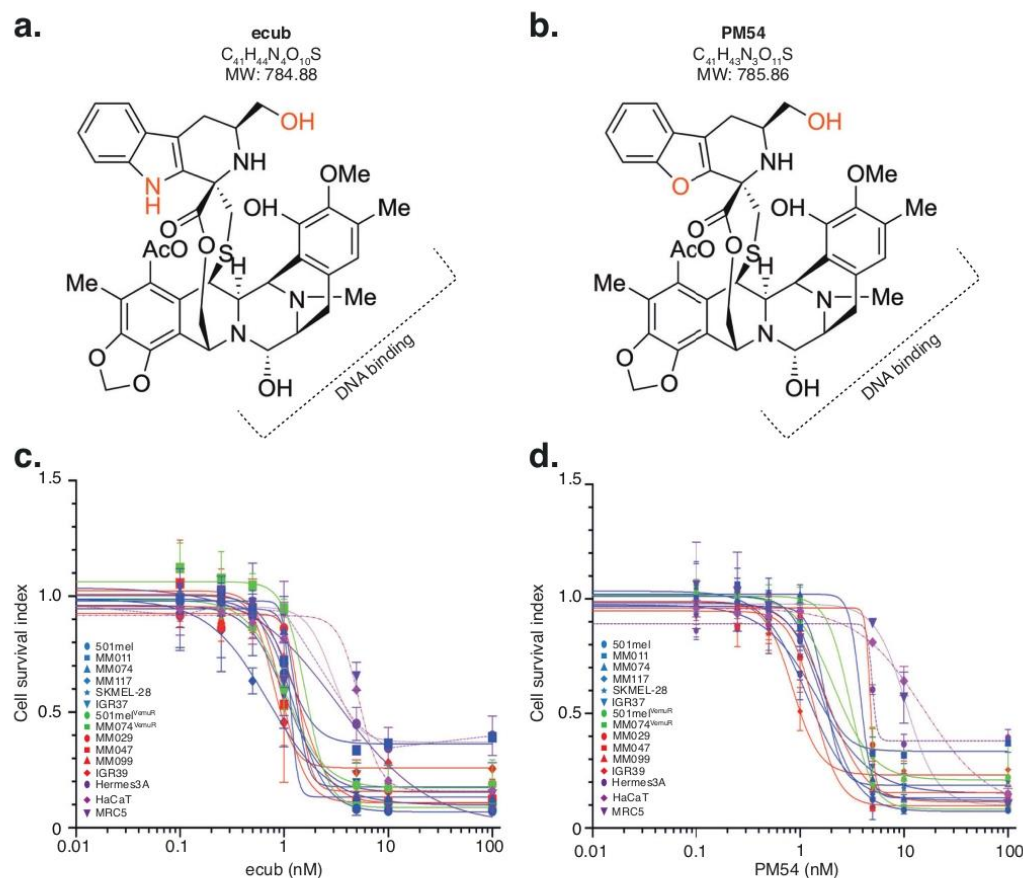 a.
ecub
C41H44N4O10S
MW: 784.88
OH
NH
N
H
O
O
OMe
OH
Me
AcO
S
H
Me
N
Me
N
O
O
OH
DNA binding
b.
PM54
C41H43N3O11S
MW: 785.86
OH
NH
O
O
O
OMe
OH
Me
AcO
S
H
Me
N
Me
N
O
O
OH
DNA binding
c.
Cell survival index
1.5
1.0
0.5
0
501mel
MM011
MM074
MM117
SKMEL-28
IGR37
501melVemuR
MM074VemuR
MM029
MM047
MM099
IGR39
Hermes3A
HaCaT
MRC5
0.01
0.1
1
10
100
ecub (nM)
d.
Cell survival index
1.5
1.0
0.5
0
501mel
MM011
MM074
MM117
SKMEL-28
IGR37
501melVemuR
MM074VemuR
MM029
MM047
MM099
IGR39
Hermes3A
HaCaT
MRC5
0.01
0.1
1
10
100
PM54 (nM)